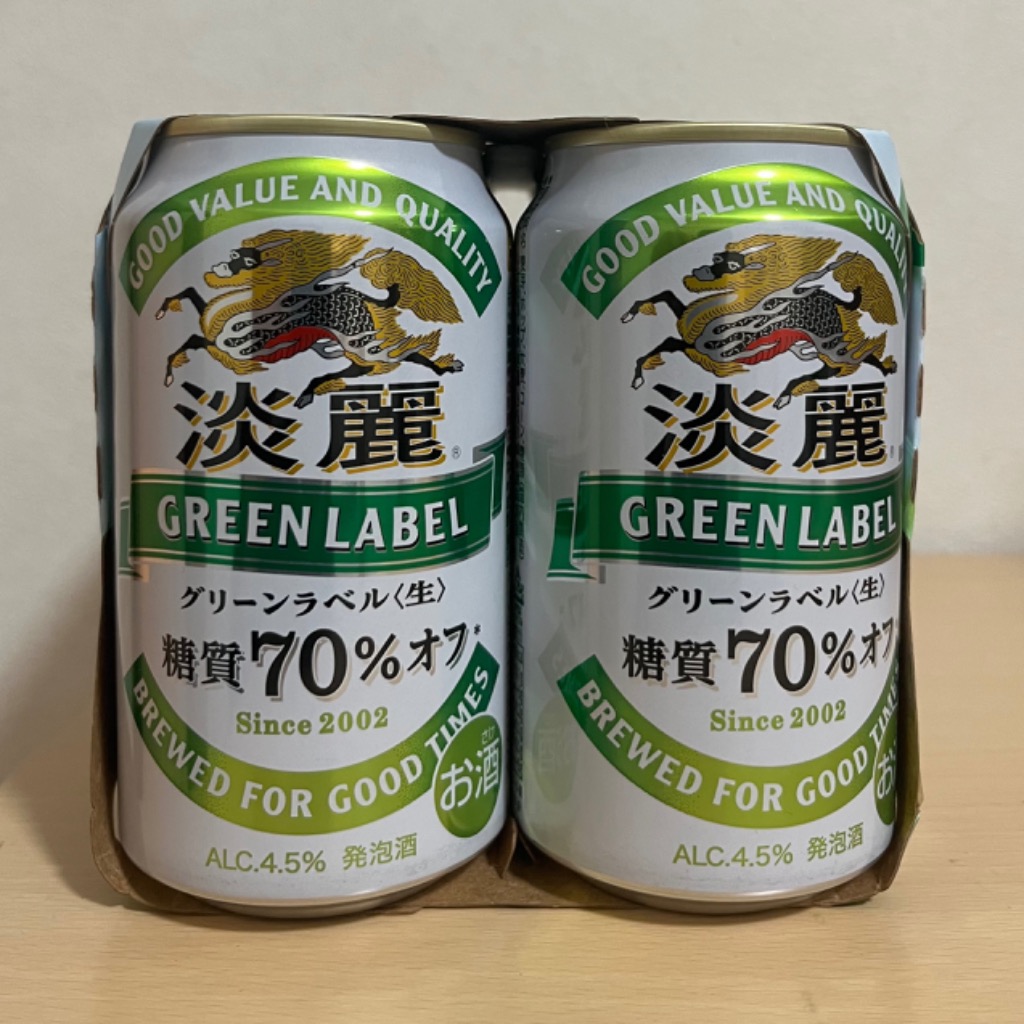 GOOD VALUE AND QUALITY
淡麗®
GREEN LABEL
グリーンラベル〈生〉
糖質70%オフ*
Since 2002
BREWED FOR GOOD TIMES
さけ
お酒
ALC.4.5% 発泡酒
GOOD VALUE AND QUALITY
淡麗
GREEN LABEL
グリーンラベル〈生〉
糖質70%オフ
Since 2002
BREWED FOR GOOD TIMES
お
ALC.4.5% 発泡酒